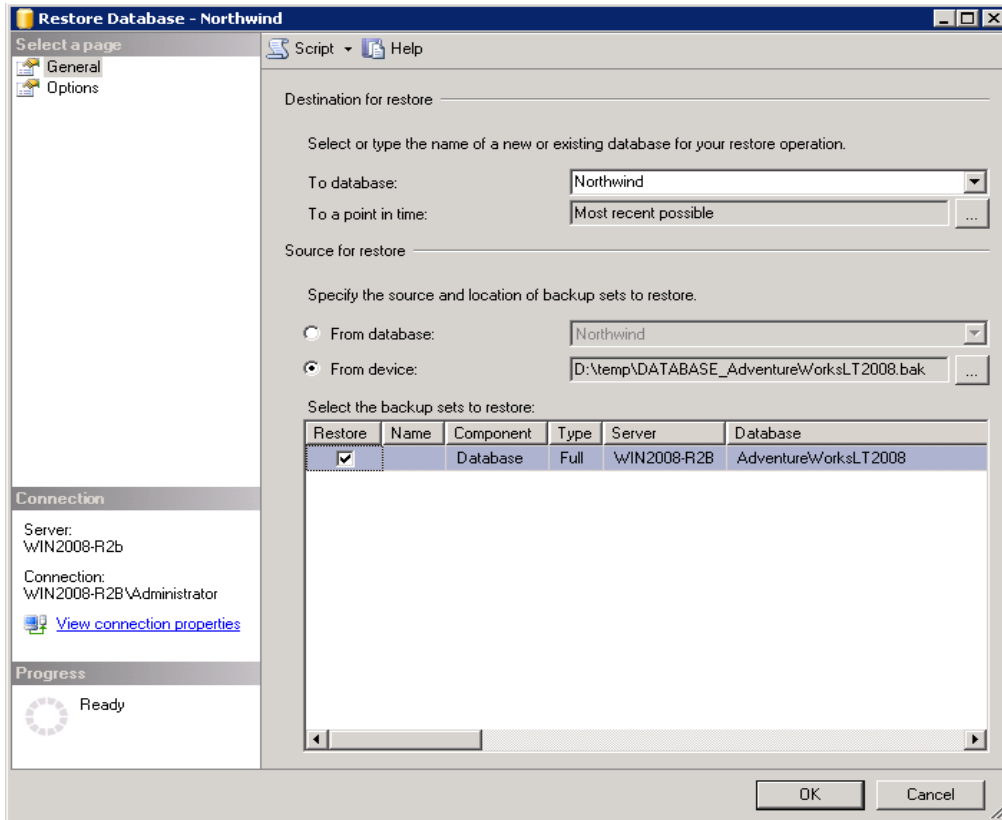 Restore Database - Northwind
Select a page
General
Options
Script Help
Destination for restore
Select or type the name of a new or existing database for your restore operation.
To database: Northwind
To a point in time: Most recent possible ...
Source for restore
Specify the source and location of backup sets to restore.
From database: Northwind
From device: D:\temp\DATABASE_AdventureWorksLT2008.bak ...
Select the backup sets to restore:
Restore Name Component Type Server Database
Database Full WIN2008-R2B AdventureWorksLT2008
Connection
Server:
WIN2008-R2b
Connection:
WIN2008-R2B\Administrator
View connection properties
Progress
Ready
OK Cancel